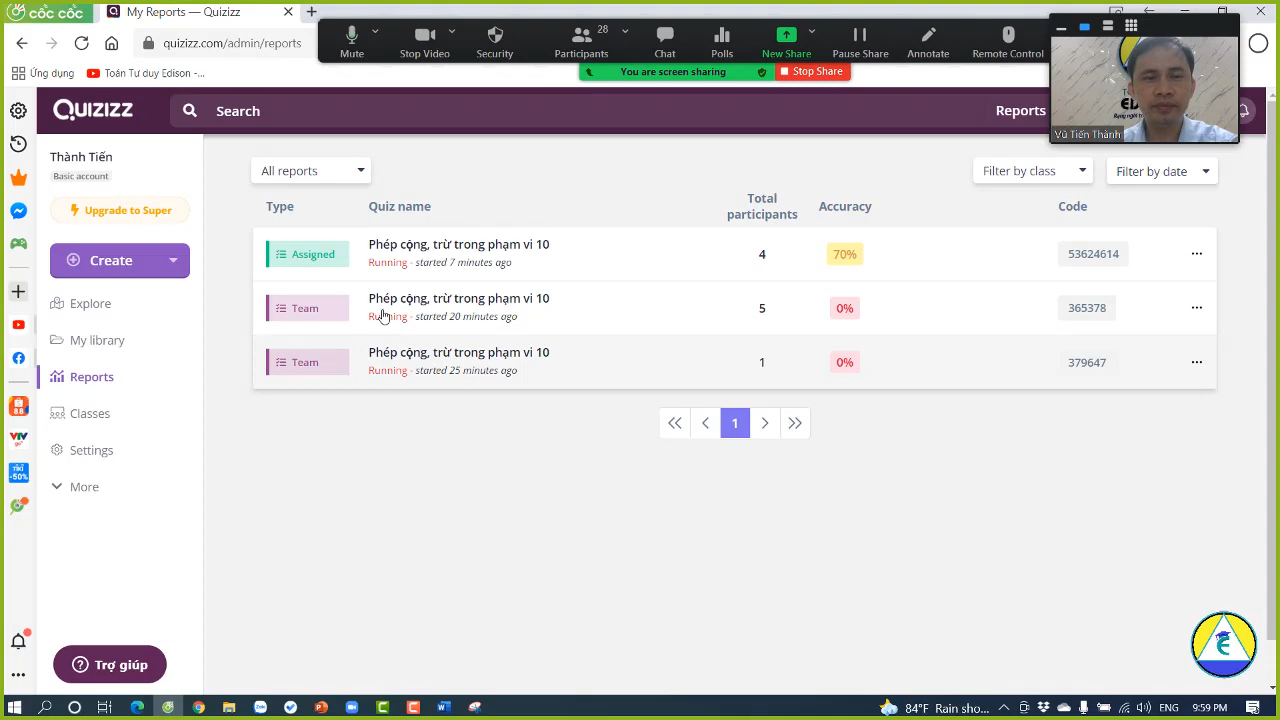 cốc cốc
My Reports - Quizizz
quizizz.com/admin/reports
Ứng dụng
Toán Tư duy Edison -...
Mute
Stop Video
Security
28
Participants
Chat
Polls
New Share
Pause Share
Annotate
Remote Control
You are screen sharing
Stop Share
Vũ Tiến Thành
QUIZIZZ
Search
Reports
Thành Tiến
Basic account
Upgrade to Super
Create
Explore
My library
Reports
Classes
Settings
More
Trợ giúp
All reports
Filter by class
Filter by date
Type
Quiz name
Total
participants
Accuracy
Code
Assigned
Phép cộng, trừ trong phạm vi 10
Running - started 7 minutes ago
4
70%
53624614
Team
Phép cộng, trừ trong phạm vi 10
Running - started 20 minutes ago
5
0%
365378
Team
Phép cộng, trừ trong phạm vi 10
Running - started 25 minutes ago
1
0%
379647
1
84°F Rain sho...
ENG
9:59 PM